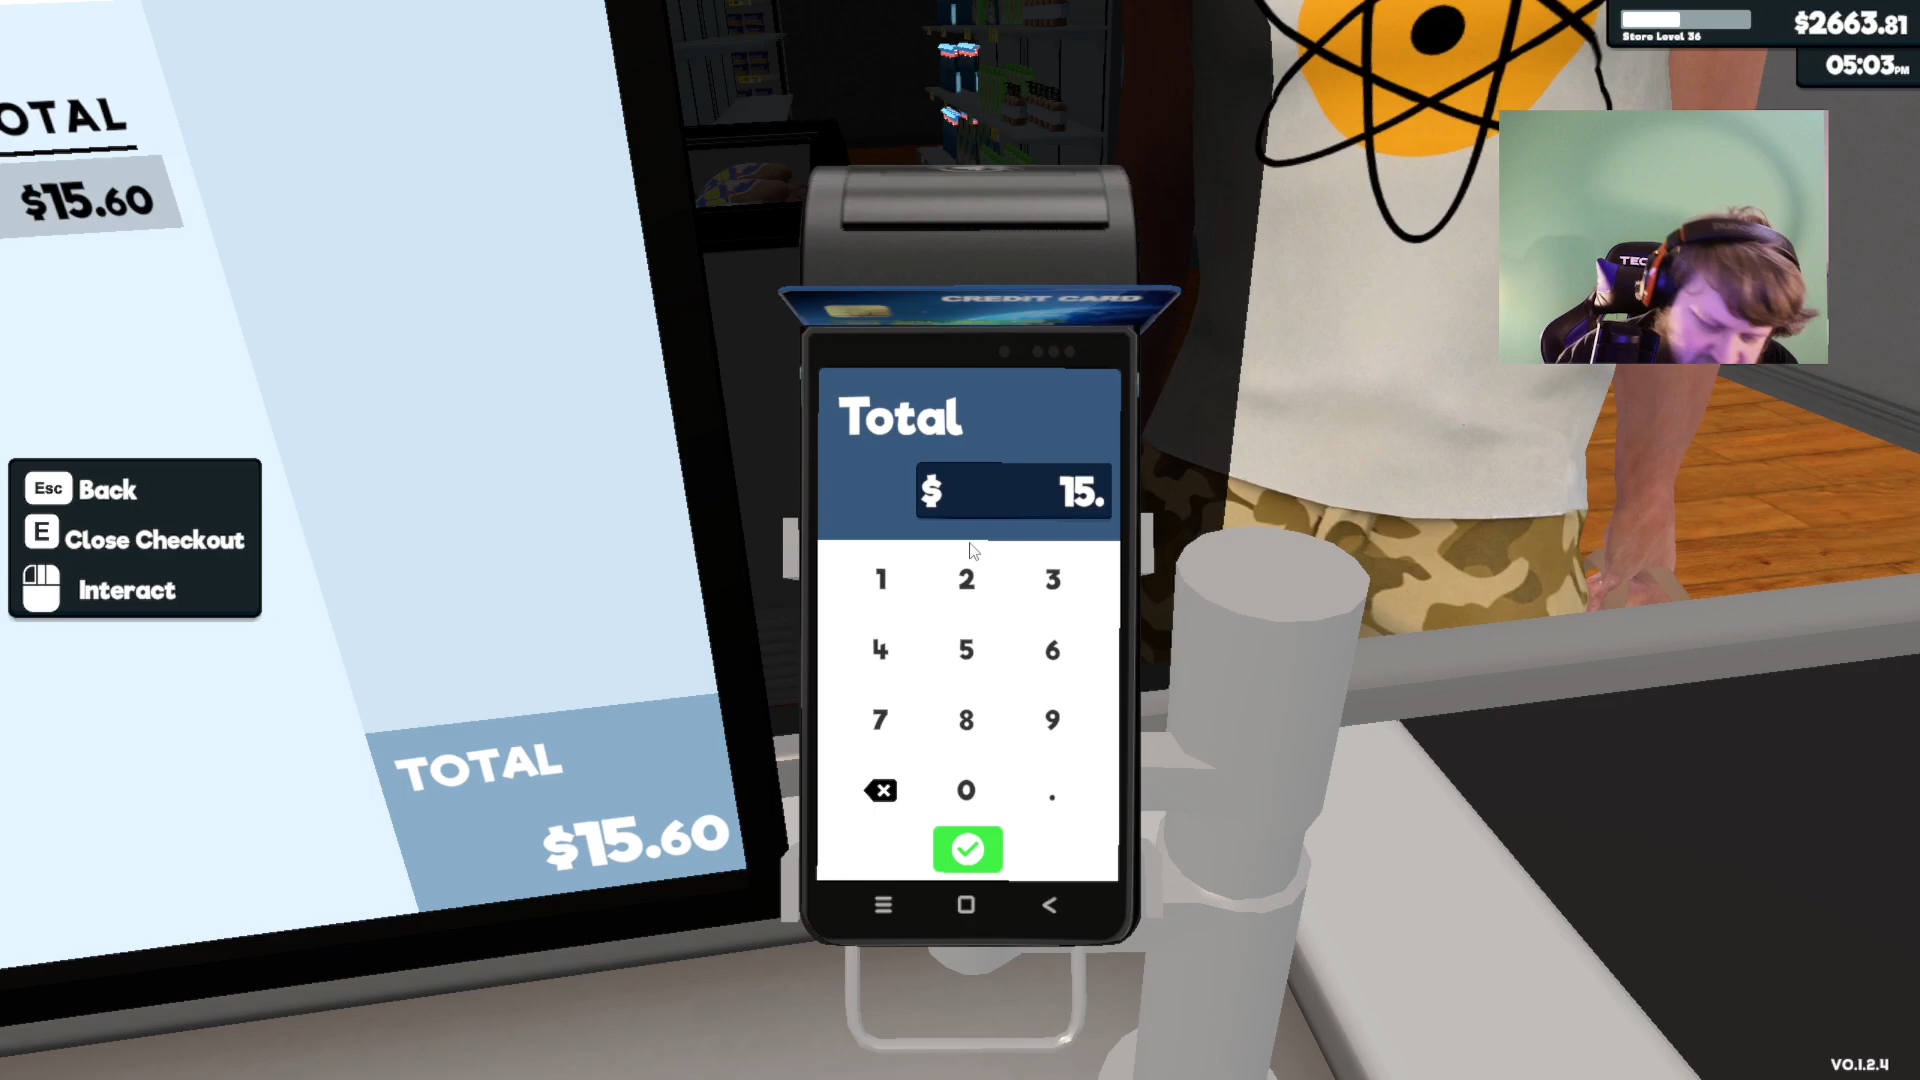 OTAL
$15.60
Esc Back
E Close Checkout
Interact
TOTAL
$15.60
CREDIT CARD
Total
$ 15.
1 2 3
4 5 6
7 8 9
0 .
Store Level 36
$2663.81
05:03PM
TEC
V0.1.2.4